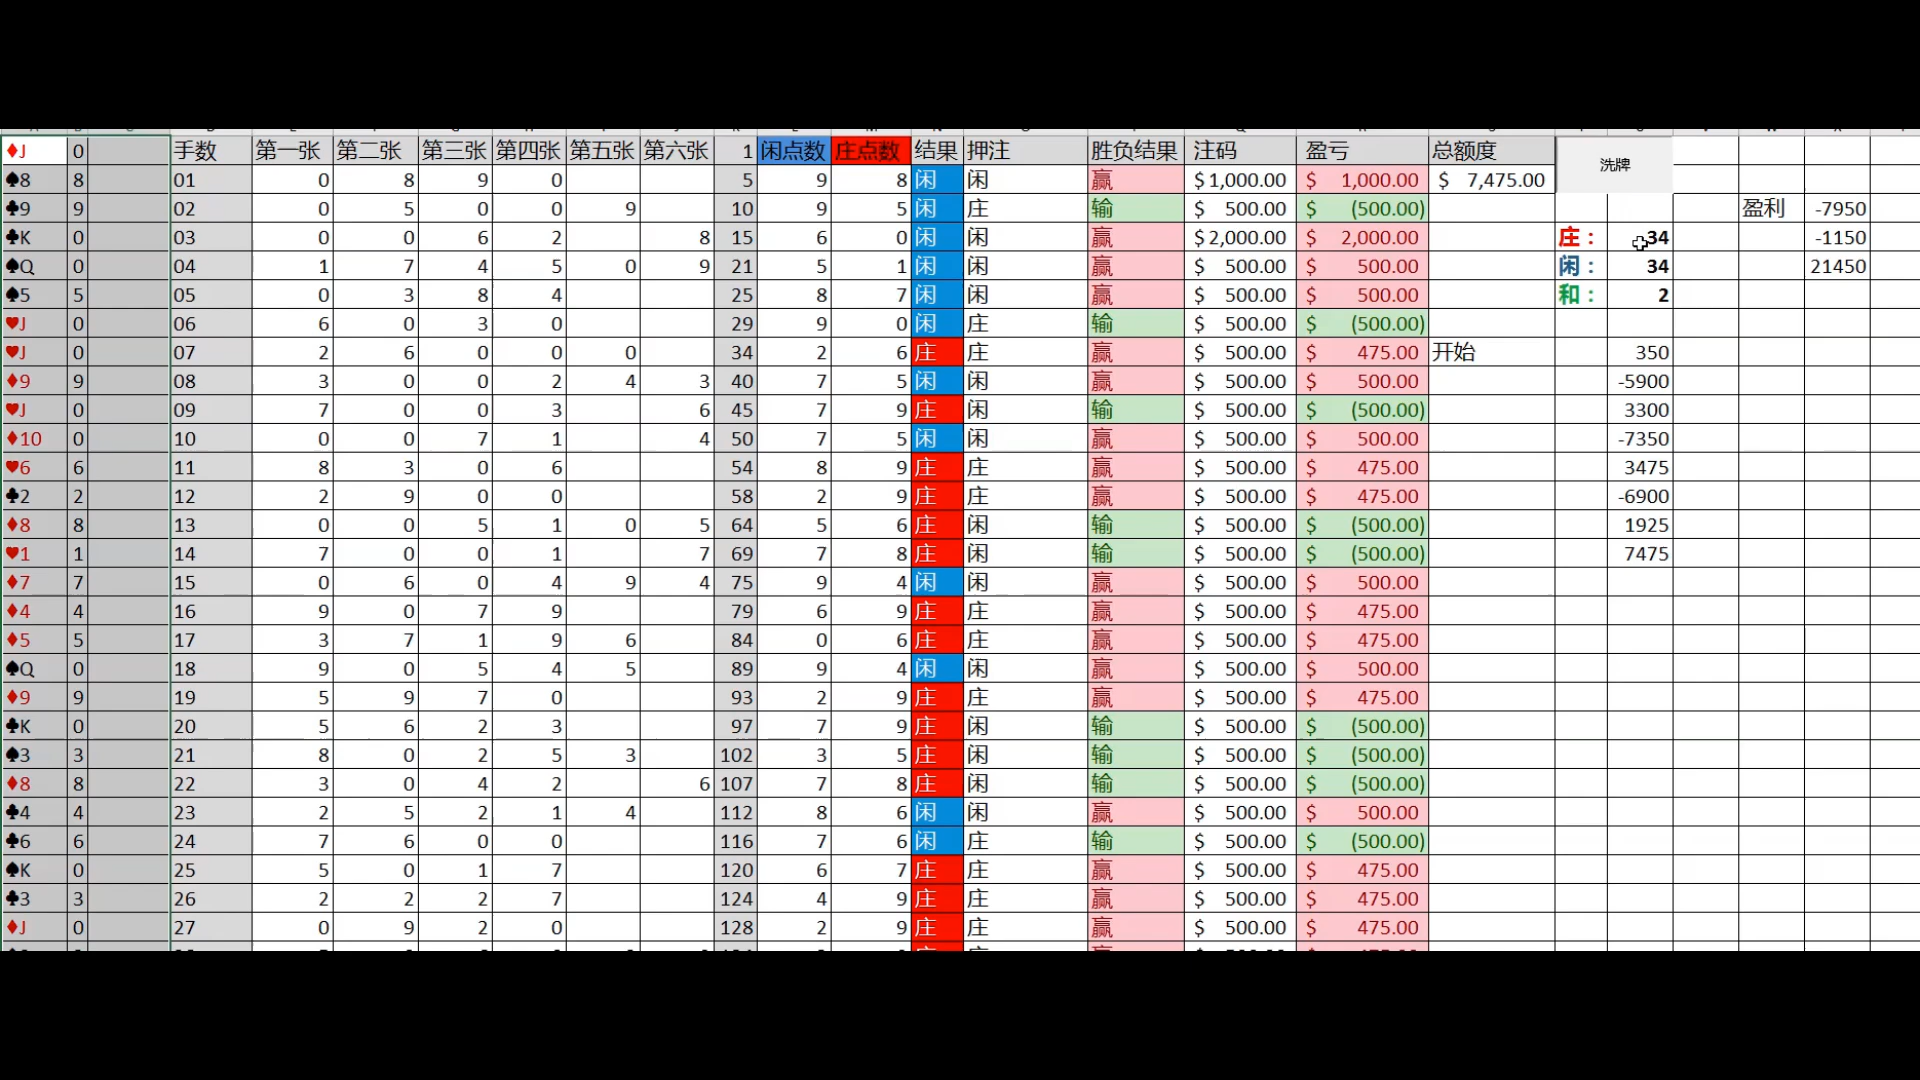 ♦J 0 手数 第一张 第二张 第三张 第四张 第五张 第六张 1 闲点数 庄点数 结果 押注 胜负结果 注码 盈亏 总额度 洗牌
♠8 8 01 0 8 9 0 5 9 8 闲 闲 赢 $1,000.00 $ 1,000.00 $ 7,475.00
♣9 9 02 0 5 0 0 9 10 9 5 闲 庄 输 $ 500.00 $ (500.00) 盈利 -7950
♣K 0 03 0 0 6 2 8 15 6 0 闲 闲 赢 $2,000.00 $ 2,000.00 庄： 34 -1150
♠Q 0 04 1 7 4 5 0 9 21 5 1 闲 闲 赢 $ 500.00 $ 500.00 闲： 34 21450
♠5 5 05 0 3 8 4 25 8 7 闲 闲 赢 $ 500.00 $ 500.00 和： 2
♥J 0 06 6 0 3 0 29 9 0 闲 庄 输 $ 500.00 $ (500.00)
♥J 0 07 2 6 0 0 0 34 2 6 庄 庄 赢 $ 500.00 $ 475.00 开始 350
♦9 9 08 3 0 0 2 4 3 40 7 5 闲 闲 赢 $ 500.00 $ 500.00 -5900
♥J 0 09 7 0 0 3 6 45 7 9 庄 闲 输 $ 500.00 $ (500.00) 3300
♦10 0 10 0 0 7 1 4 50 7 5 闲 闲 赢 $ 500.00 $ 500.00 -7350
♥6 6 11 8 3 0 6 54 8 9 庄 庄 赢 $ 500.00 $ 475.00 3475
♣2 2 12 2 9 0 0 58 2 9 庄 庄 赢 $ 500.00 $ 475.00 -6900
♦8 8 13 0 0 5 1 0 5 64 5 6 庄 闲 输 $ 500.00 $ (500.00) 1925
♥1 1 14 7 0 0 1 7 69 7 8 庄 闲 输 $ 500.00 $ (500.00) 7475
♦7 7 15 0 6 0 4 9 4 75 9 4 闲 闲 赢 $ 500.00 $ 500.00
♦4 4 16 9 0 7 9 79 6 9 庄 庄 赢 $ 500.00 $ 475.00
♦5 5 17 3 7 1 9 6 84 0 6 庄 庄 赢 $ 500.00 $ 475.00
♠Q 0 18 9 0 5 4 5 89 9 4 闲 闲 赢 $ 500.00 $ 500.00
♦9 9 19 5 9 7 0 93 2 9 庄 庄 赢 $ 500.00 $ 475.00
♣K 0 20 5 6 2 3 97 7 9 庄 闲 输 $ 500.00 $ (500.00)
♠3 3 21 8 0 2 5 3 102 3 5 庄 闲 输 $ 500.00 $ (500.00)
♦8 8 22 3 0 4 2 6 107 7 8 庄 闲 输 $ 500.00 $ (500.00)
♣4 4 23 2 5 2 1 4 112 8 6 闲 闲 赢 $ 500.00 $ 500.00
♣6 6 24 7 6 0 0 116 7 6 闲 庄 输 $ 500.00 $ (500.00)
♠K 0 25 5 0 1 7 120 6 7 庄 庄 赢 $ 500.00 $ 475.00
♣3 3 26 2 2 2 7 124 4 9 庄 庄 赢 $ 500.00 $ 475.00
♦J 0 27 0 9 2 0 128 2 9 庄 庄 赢 $ 500.00 $ 475.00